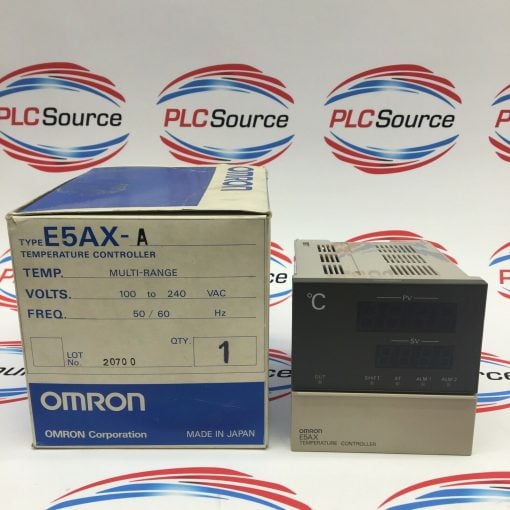 PLCSource
PLCSource
PLCSource
OMRON
TYPE E5AX-A
TEMPERATURE CONTROLLER
TEMP. MULTI-RANGE
VOLTS. 100 to 240 VAC
FREQ. 50 / 60 Hz
LOT No. 20700
QTY. 1
OMRON
OMRON Corporation MADE IN JAPAN
°C
PV
SV
OUT SHIFT AT ALM 1 ALM 2
OMRON
E5AX
TEMPERATURE CONTROLLER